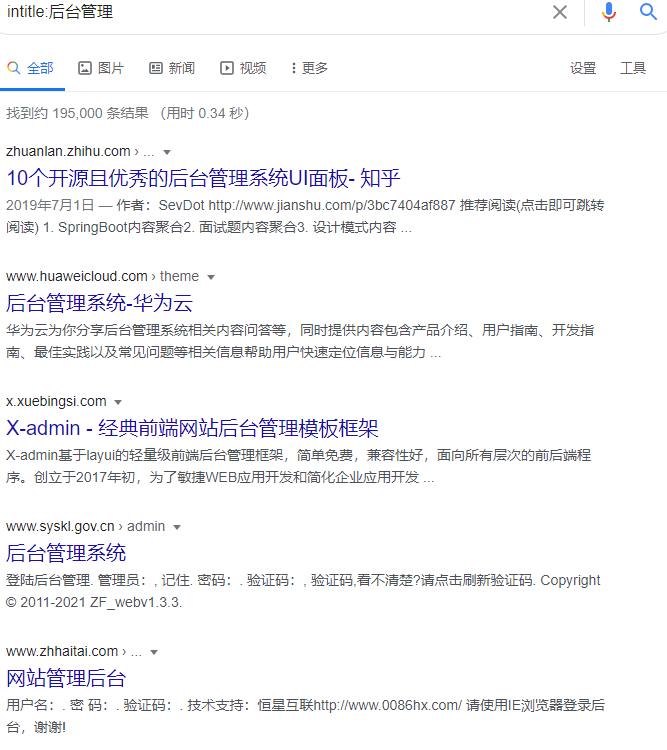 intitle:后台管理
全部 图片 新闻 视频 更多 设置 工具
找到约 195,000 条结果 （用时 0.34 秒）
zhuanlan.zhihu.com › ...
10个开源且优秀的后台管理系统UI面板- 知乎
2019年7月1日 — 作者：SevDot http://www.jianshu.com/p/3bc7404af887 推荐阅读(点击即可跳转
阅读) 1. SpringBoot内容聚合2. 面试题内容聚合3. 设计模式内容 ...
www.huaweicloud.com › theme
后台管理系统-华为云
华为云为你分享后台管理系统相关内容问答等，同时提供内容包含产品介绍、用户指南、开发指
南、最佳实践以及常见问题等相关信息帮助用户快速定位信息与能力 ...
x.xuebingsi.com
X-admin - 经典前端网站后台管理模板框架
X-admin基于layui的轻量级前端后台管理框架，简单免费，兼容性好，面向所有层次的前后端程
序。创立于2017年初，为了敏捷WEB应用开发和简化企业应用开发 ...
www.syskl.gov.cn › admin
后台管理系统
登陆后台管理. 管理员：, 记住. 密码：. 验证码：, 验证码,看不清楚?请点击刷新验证码. Copyright
© 2011-2021 ZF_webv1.3.3.
www.zhhaitai.com › ...
网站管理后台
用户名：. 密 码：. 验证码：. 技术支持：恒星互联http://www.0086hx.com/ 请使用IE浏览器登录后
台，谢谢!